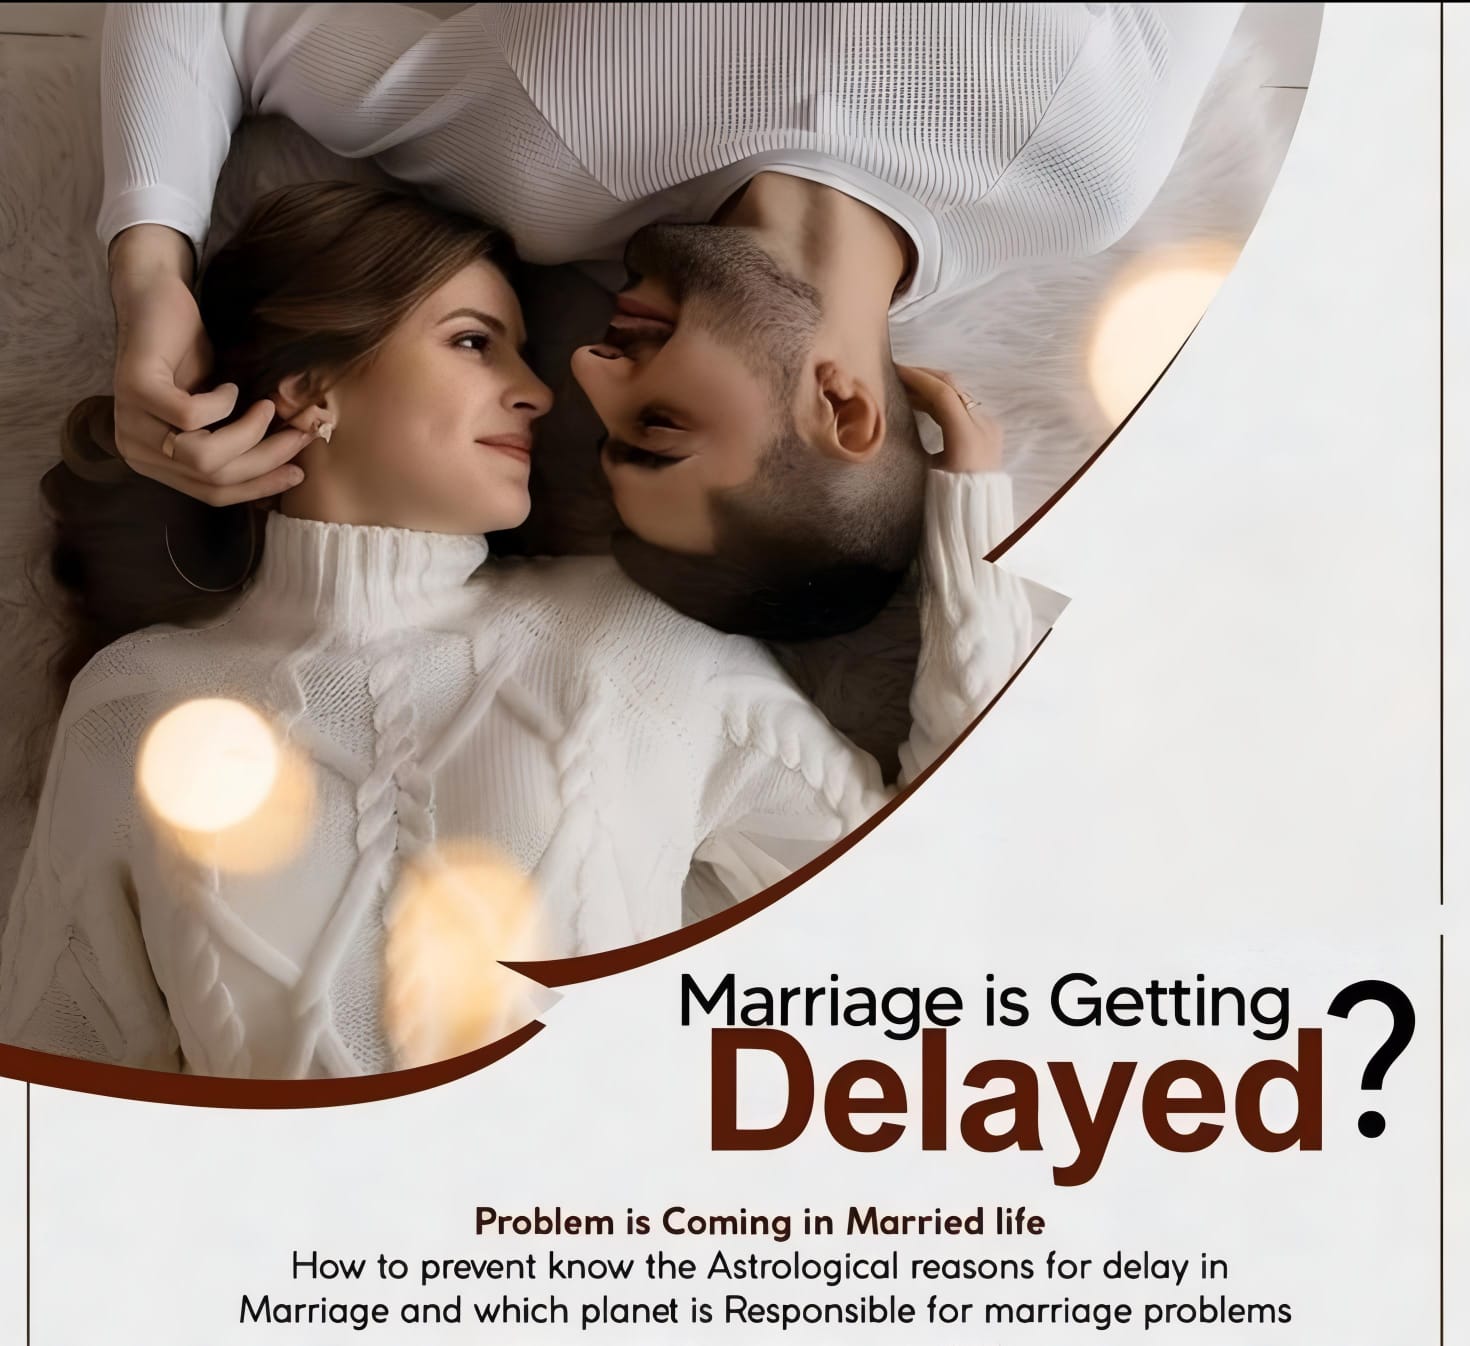 Marriage is Getting
Delayed?
Problem is Coming in Married life
How to prevent know the Astrological reasons for delay in
Marriage and which planet is Responsible for marriage problems